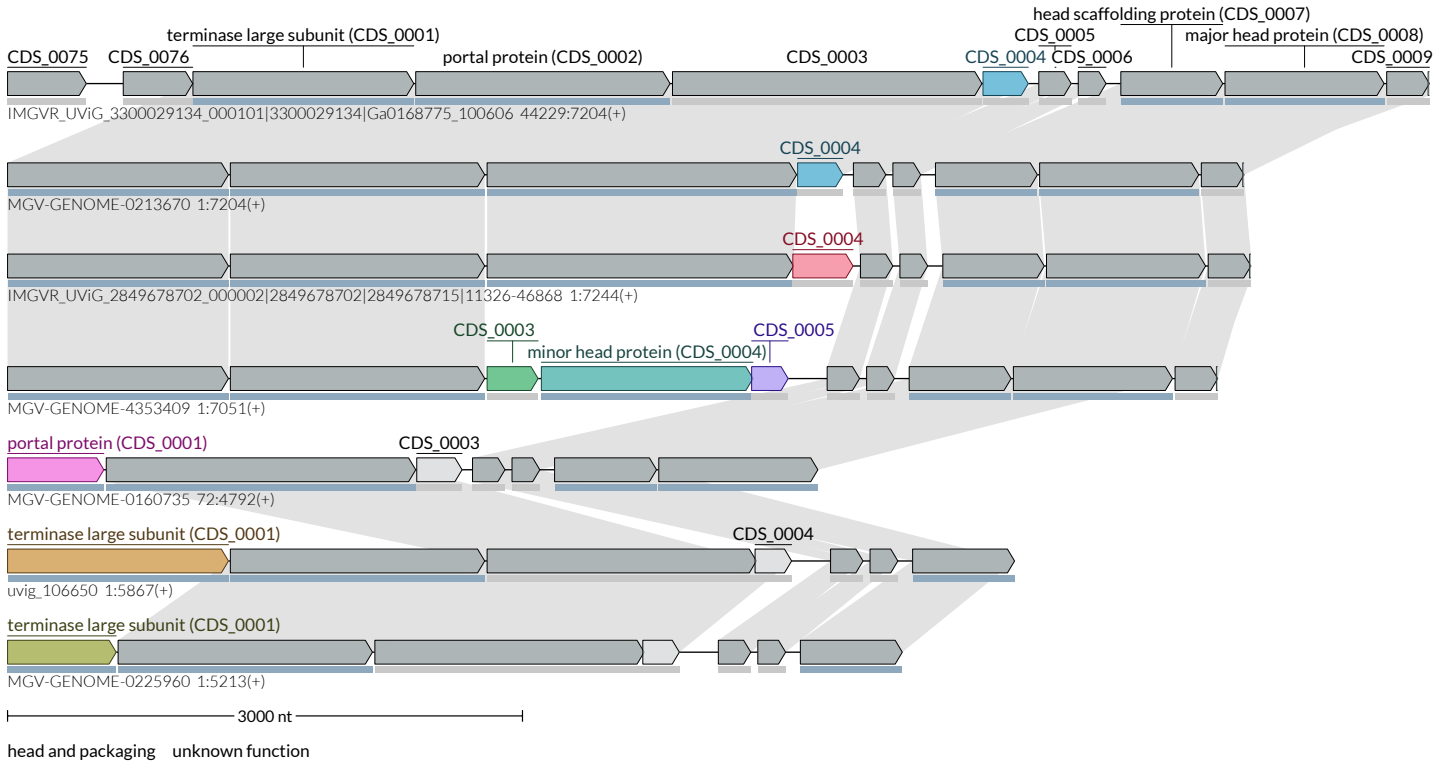 head scaffolding protein (CDS_0007)
terminase large subunit (CDS_0001) CDS_0005 major head protein (CDS_0008)
CDS_0075 CDS_0076 portal protein (CDS_0002) CDS_0003 CDS_0004 CDS_0006 CDS_0009
IMGVR_UViG_3300029134_000101|3300029134|Ga0168775_100606 44229:7204(+)
CDS_0004
MGV-GENOME-0213670 1:7204(+)
CDS_0004
IMGVR_UViG_2849678702_000002|2849678702|2849678715|11326-46868 1:7244(+)
CDS_0003 CDS_0005
minor head protein (CDS_0004)
MGV-GENOME-4353409 1:7051(+)
portal protein (CDS_0001) CDS_0003
MGV-GENOME-0160735 72:4792(+)
terminase large subunit (CDS_0001) CDS_0004
uvig_106650 1:5867(+)
terminase large subunit (CDS_0001)
MGV-GENOME-0225960 1:5213(+)
3000 nt
head and packaging unknown function